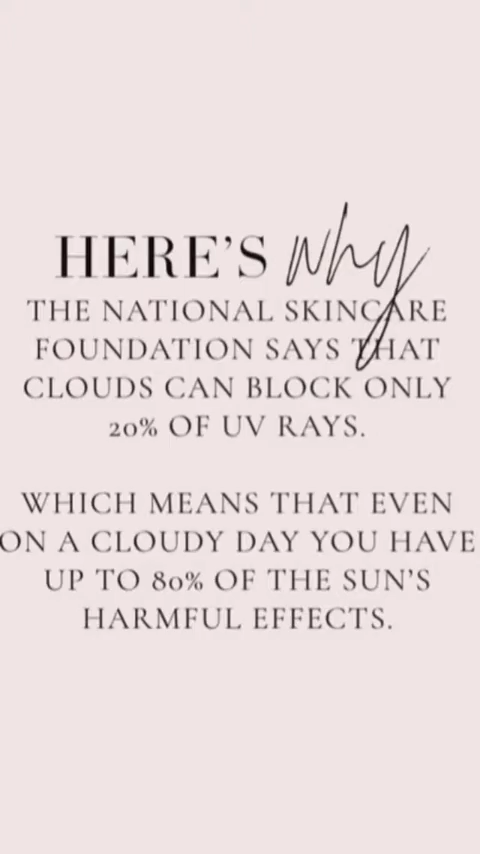 HERE'S why
THE NATIONAL SKINCARE
FOUNDATION SAYS THAT
CLOUDS CAN BLOCK ONLY
20% OF UV RAYS.
WHICH MEANS THAT EVEN
ON A CLOUDY DAY YOU HAVE
UP TO 80% OF THE SUN'S
HARMFUL EFFECTS.